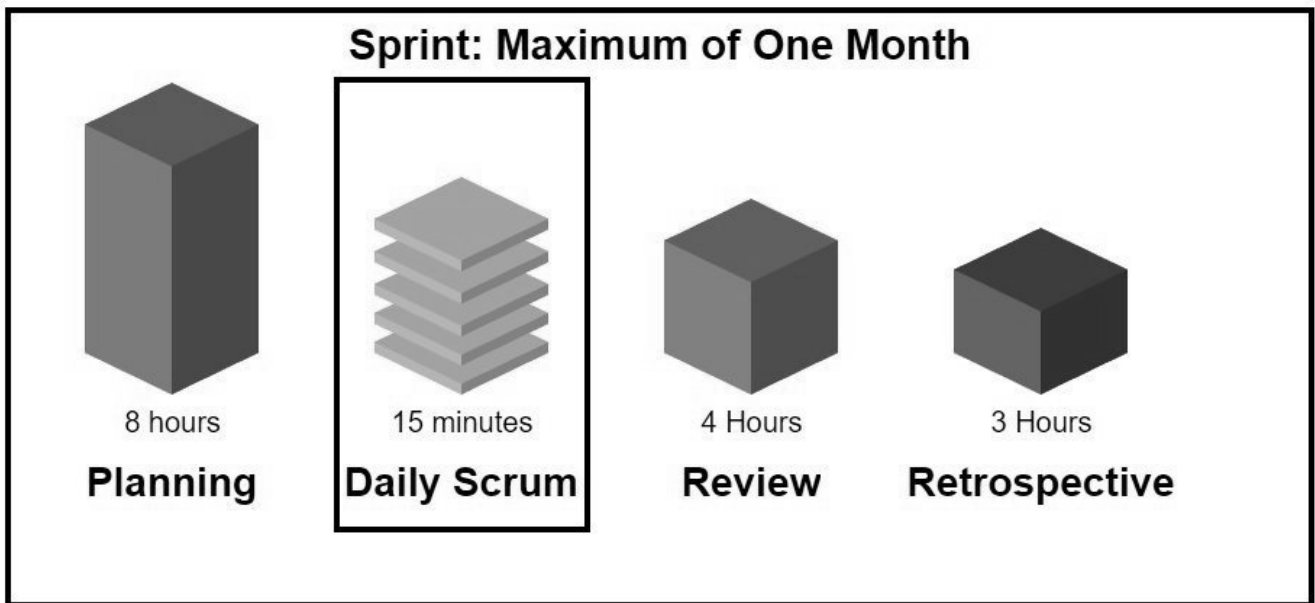 Sprint: Maximum of One Month
8 hours
Planning
15 minutes
Daily Scrum
4 Hours
Review
3 Hours
Retrospective